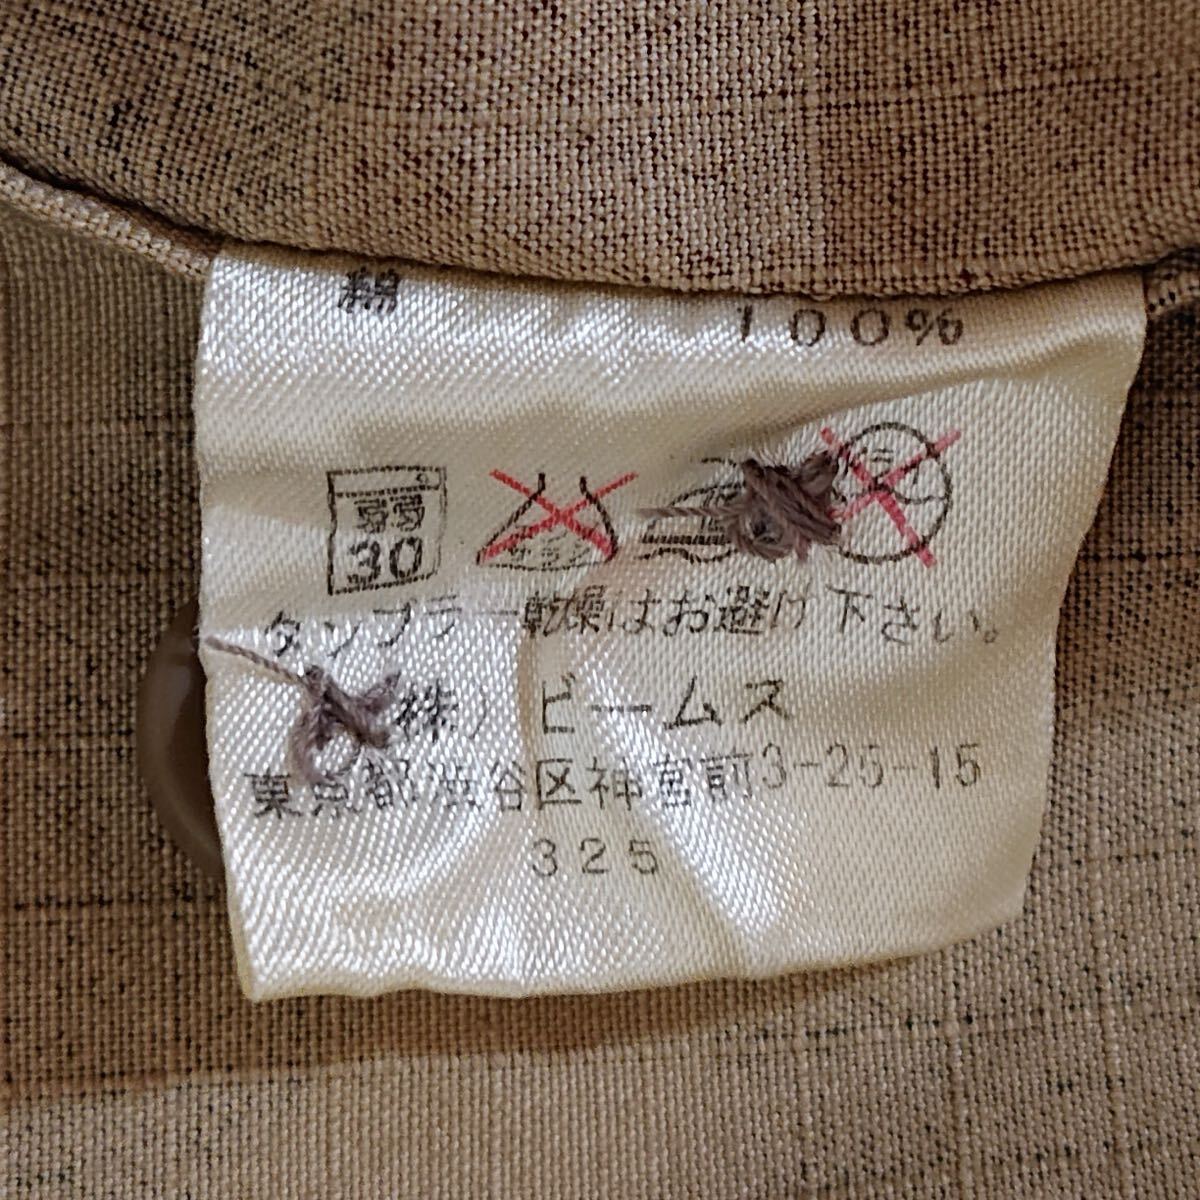 綿 100%
弱 30
タンブラー乾燥はお避け下さい。
株)ビームス
東京都渋谷区神宮前3-25-15
325